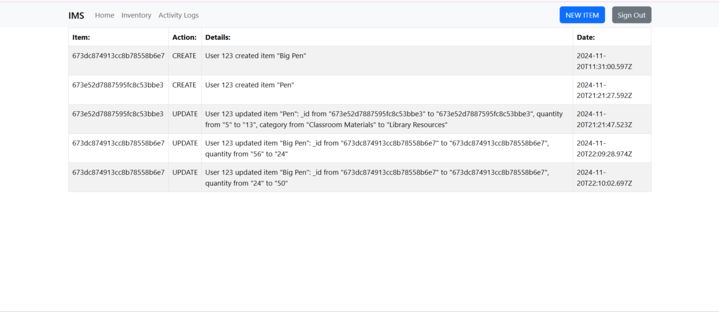 IMS Home Inventory Activity Logs NEW ITEM Sign Out
Item: Action: Details: Date:
673dc874913cc8b78558b6e7 CREATE User 123 created item "Big Pen" 2024-11-
20T11:31:00.597Z
673e52d7887595fc8c53bbe3 CREATE User 123 created item "Pen" 2024-11-
20T21:21:27.592Z
673e52d7887595fc8c53bbe3 UPDATE User 123 updated item "Pen": _id from "673e52d7887595fc8c53bbe3" to "673e52d7887595fc8c53bbe3", quantity 2024-11-
from "5" to "13", category from "Classroom Materials" to "Library Resources" 20T21:21:47.523Z
673dc874913cc8b78558b6e7 UPDATE User 123 updated item "Big Pen": _id from "673dc874913cc8b78558b6e7" to "673dc874913cc8b78558b6e7", 2024-11-
quantity from "56" to "24" 20T22:09:28.974Z
673dc874913cc8b78558b6e7 UPDATE User 123 updated item "Big Pen": _id from "673dc874913cc8b78558b6e7" to "673dc874913cc8b78558b6e7", 2024-11-
quantity from "24" to "50" 20T22:10:02.697Z